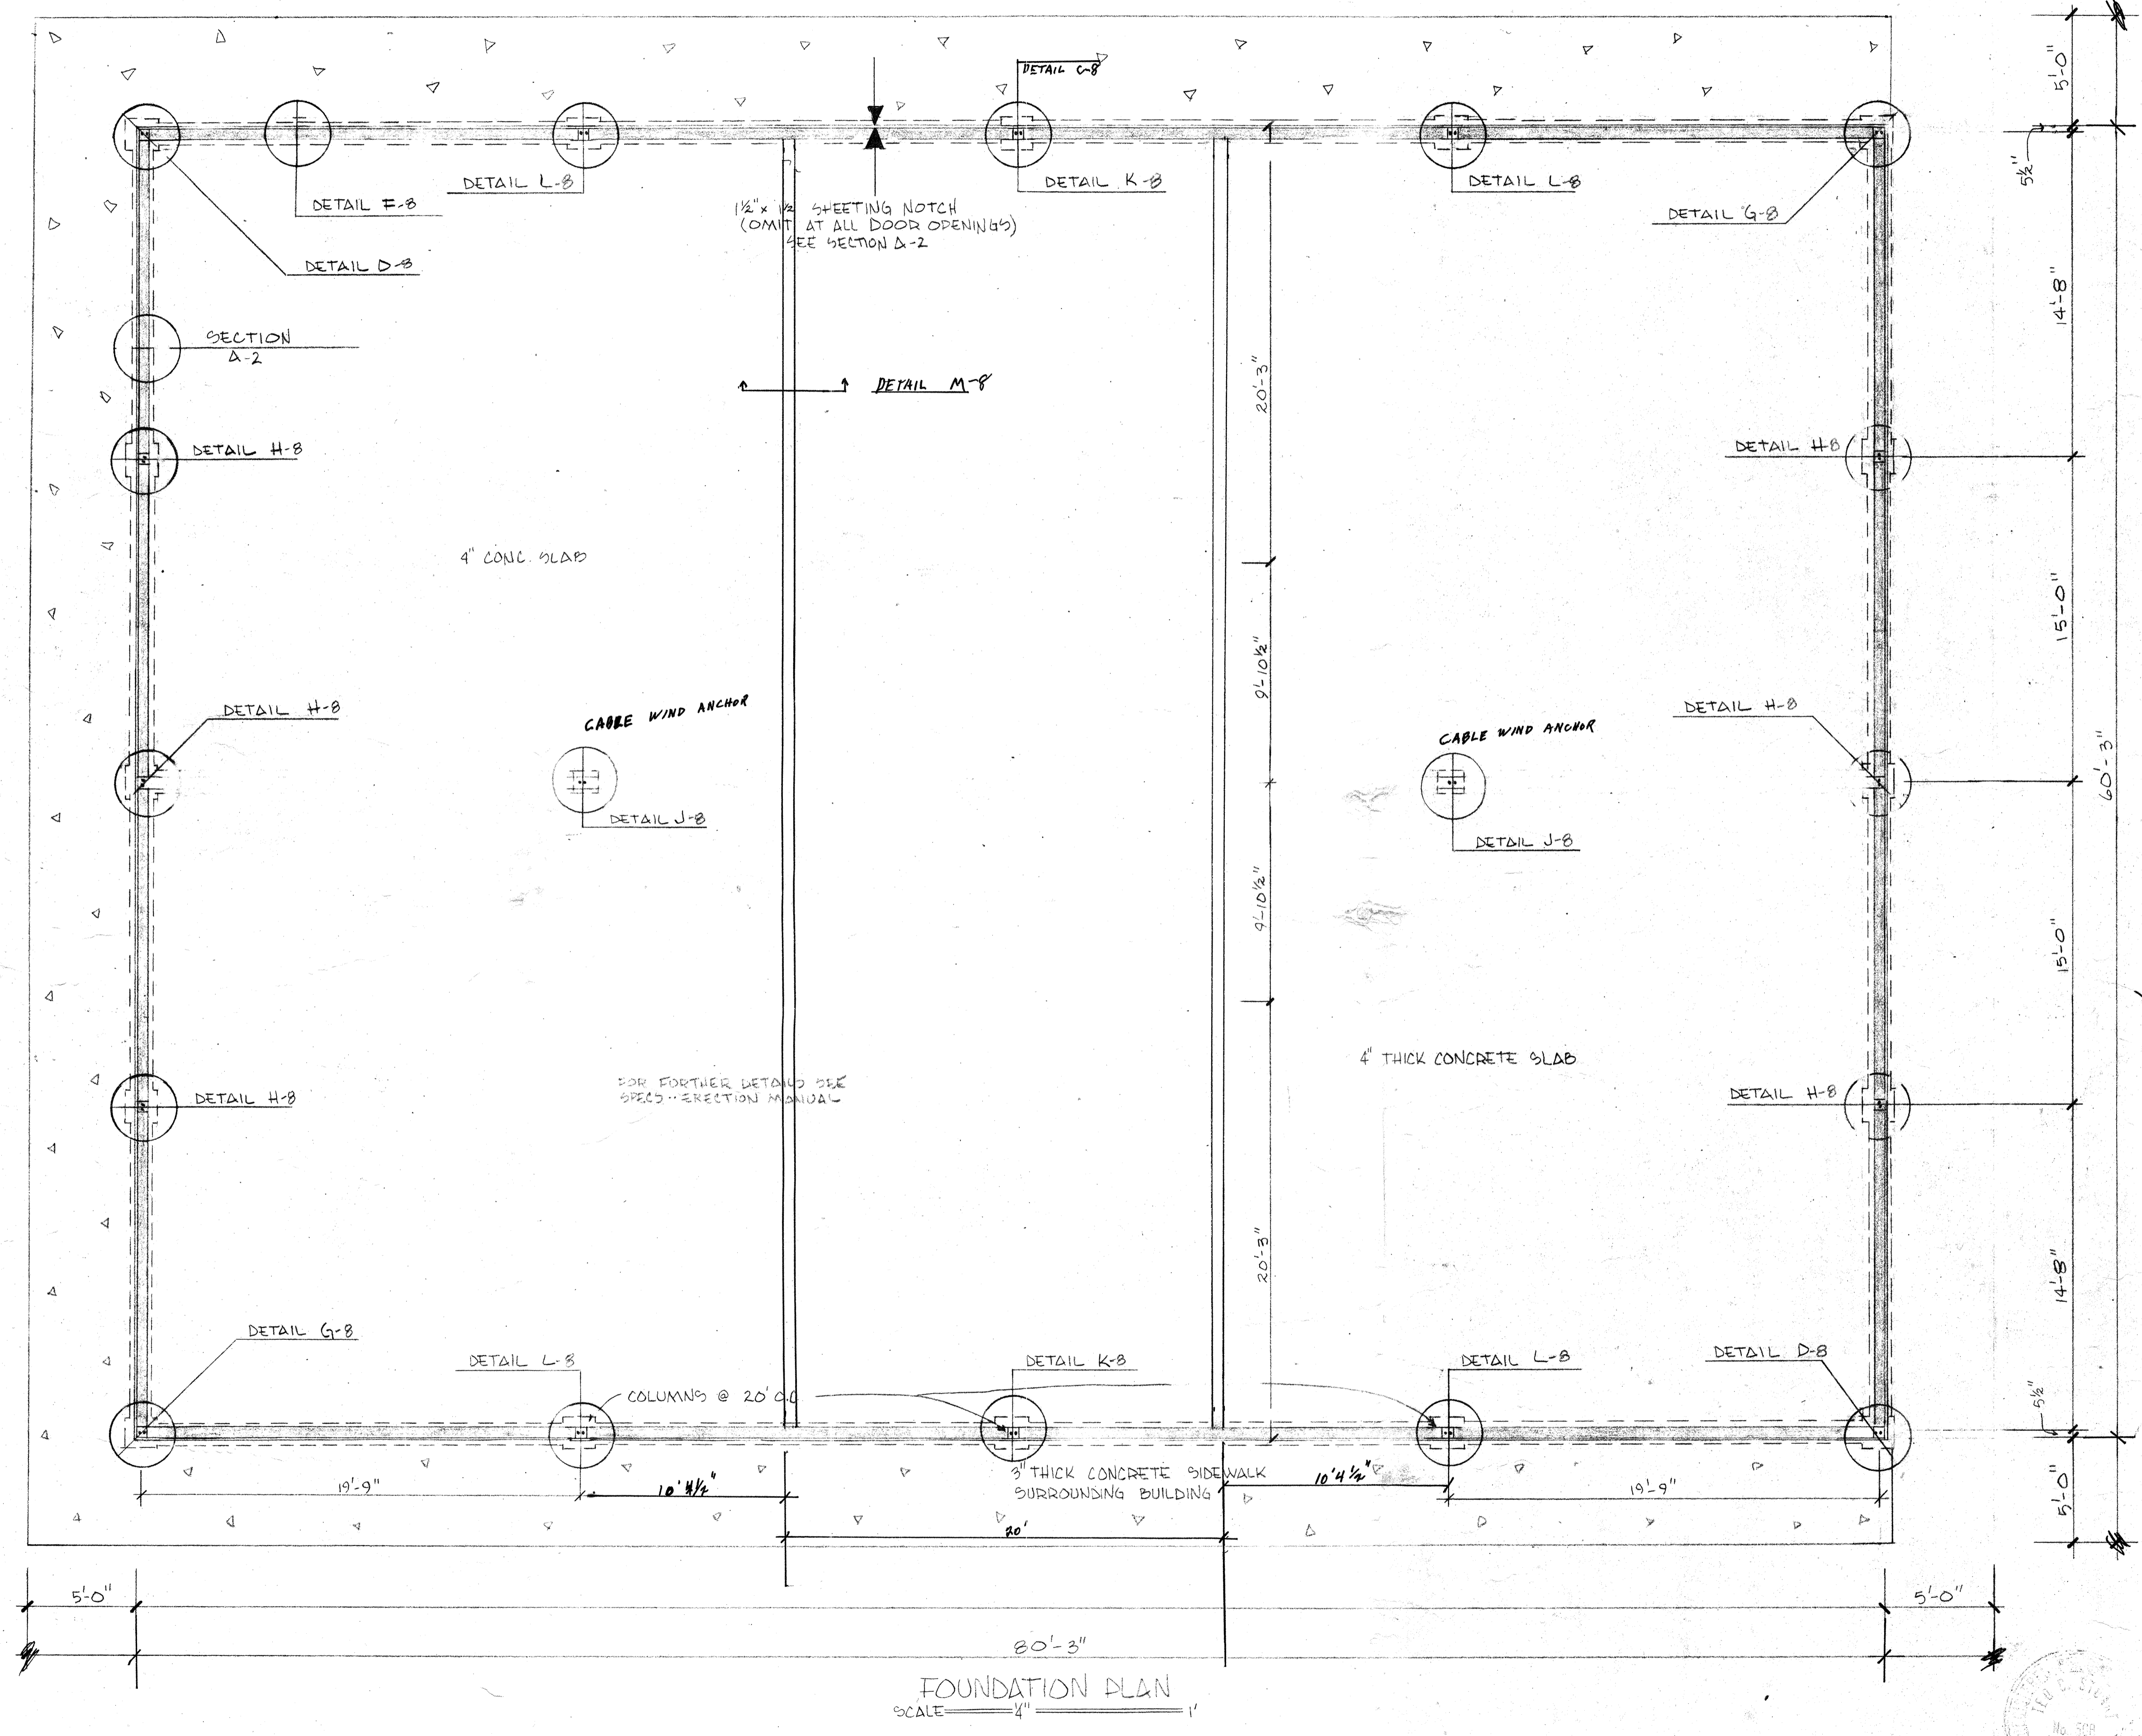 DETAIL C-8
5'-0"
5½"
DETAIL L-8
DETAIL K-8
DETAIL L-8
DETAIL F-8
1½" x 1½ SHEETING NOTCH
(OMIT AT ALL DOOR OPENINGS)
SEE SECTION A-2
DETAIL G-8
DETAIL D-8
14'-8"
SECTION
A-2
20'-3"
DETAIL M-8
DETAIL H-8
DETAIL H-8
4" CONC. SLAB
15'-0"
9'-10½"
DETAIL H-8
CABLE WIND ANCHOR
CABLE WIND ANCHOR
DETAIL H-8
60'-3"
DETAIL J-8
DETAIL J-8
9'-10½"
15'-0"
4" THICK CONCRETE SLAB
FOR FURTHER DETAILS SEE
SPECS -- ERECTION MANUAL
DETAIL H-8
DETAIL H-8
20'-3"
14'-8"
DETAIL G-8
DETAIL L-8
DETAIL K-8
DETAIL L-8
DETAIL D-8
COLUMNS @ 20' O.C.
5½"
19'-9"
10' 4½"
3" THICK CONCRETE SIDEWALK
SURROUNDING BUILDING
10' 4½"
19'-9"
5'-0"
20'
5'-0"
5'-0"
80'-3"
FOUNDATION PLAN
SCALE ¼" 1'
TED
No.